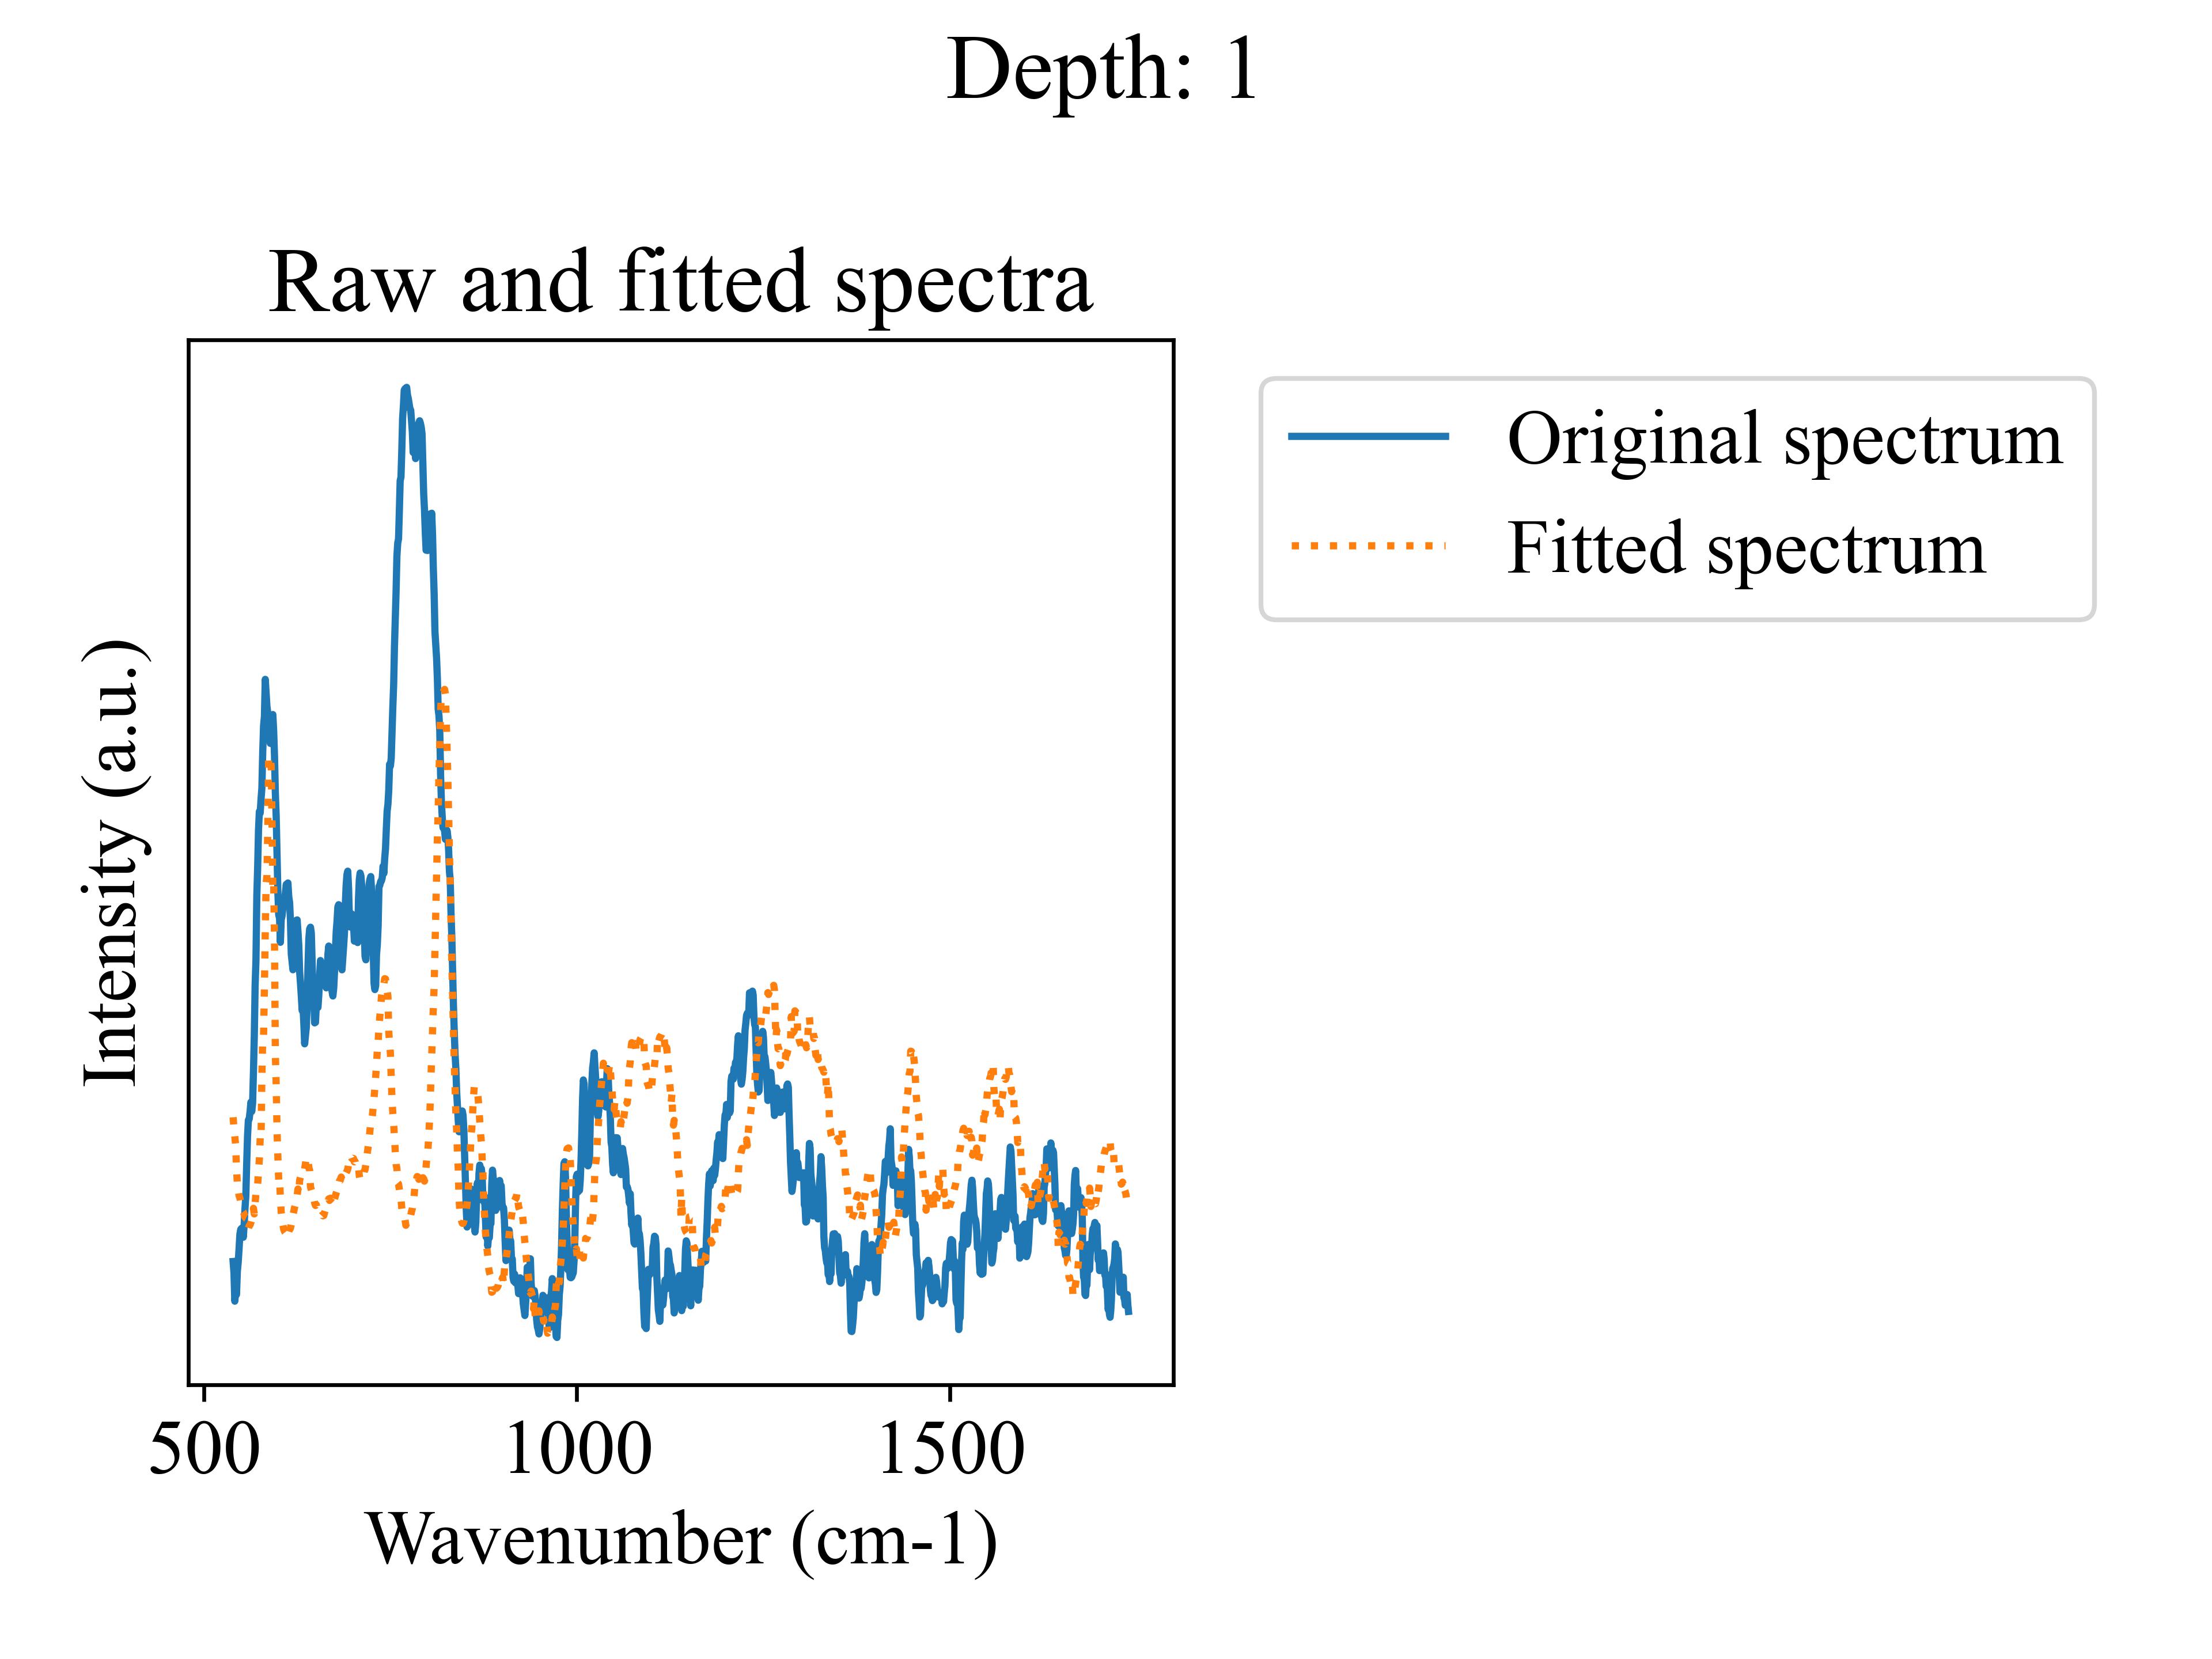 Depth: 1
Raw and fitted spectra
Original spectrum
Fitted spectrum
Intensity (a.u.)
500 1000 1500
Wavenumber (cm-1)